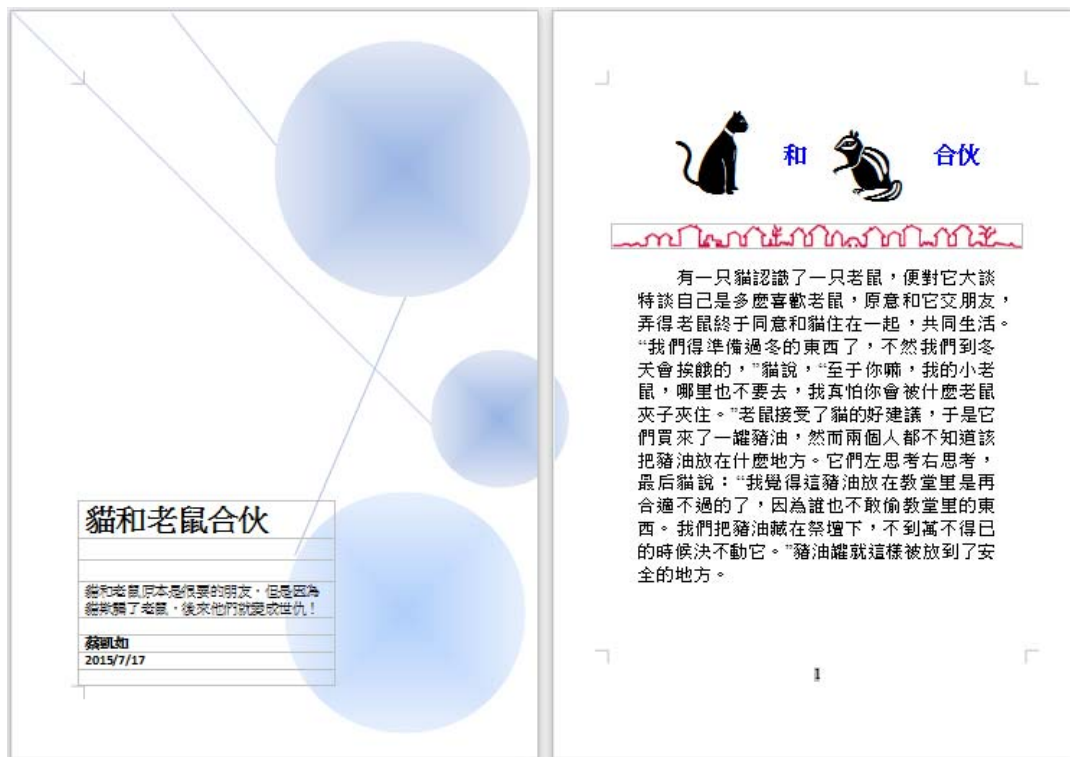 貓和老鼠合伙
貓和老鼠原本是很要的朋友，但是因為
貓欺騙了老鼠，後來他們就變成世仇！
蔡凱如
2015/7/17
和 合伙
有一只貓認識了一只老鼠，便對它大談
特談自己是多麼喜歡老鼠，原意和它交朋友，
弄得老鼠終于同意和貓住在一起，共同生活。
“我們得準備過冬的東西了，不然我們到冬
天會挨餓的，”貓說，“至于你嘛，我的小老
鼠，哪里也不要去，我真怕你會被什麼老鼠
夾子夾住。”老鼠接受了貓的好建議，于是它
們買來了一罐豬油，然而兩個人都不知道該
把豬油放在什麼地方。它們左思考右思考，
最后貓說：“我覺得這豬油放在教堂里是再
合適不過的了，因為誰也不敢偷教堂里的東
西。我們把豬油藏在祭壇下，不到萬不得已
的時候決不動它。”豬油罐就這樣被放到了安
全的地方。
1